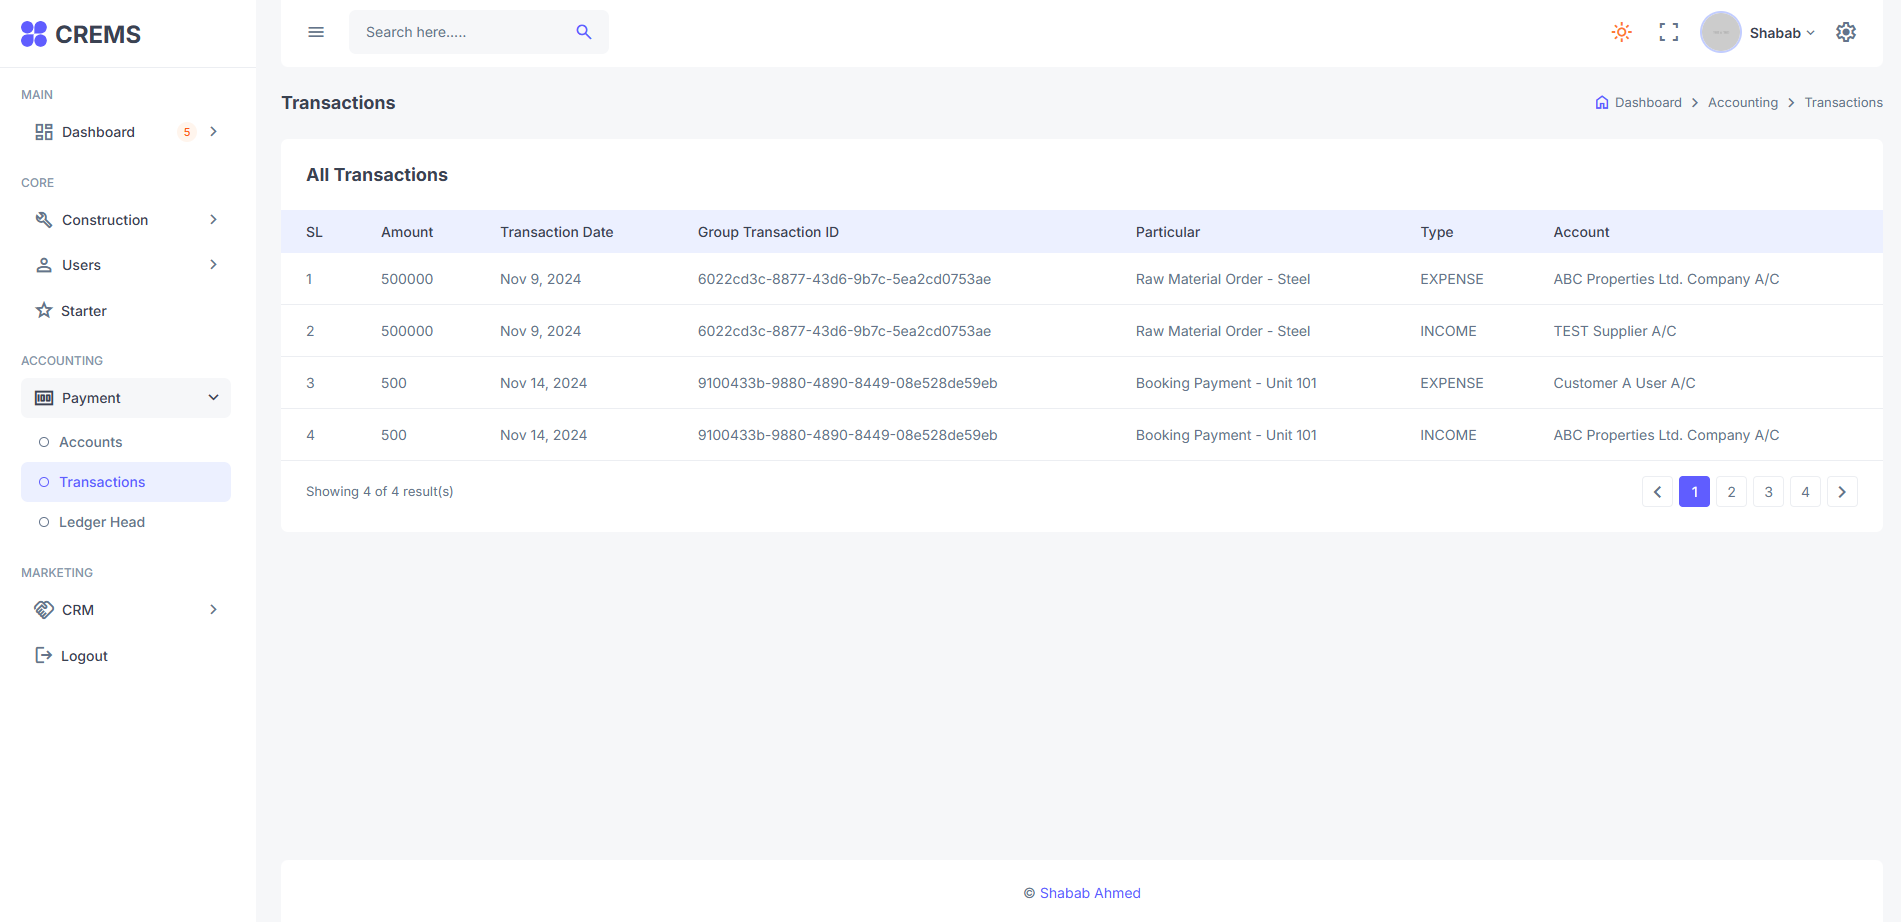 CREMS
Search here.....
Shabab
MAIN
Dashboard 5
CORE
Construction
Users
Starter
ACCOUNTING
Payment
Accounts
Transactions
Ledger Head
MARKETING
CRM
Logout
Transactions
Dashboard > Accounting > Transactions
All Transactions
SL Amount Transaction Date Group Transaction ID Particular Type Account
1 500000 Nov 9, 2024 6022cd3c-8877-43d6-9b7c-5ea2cd0753ae Raw Material Order - Steel EXPENSE ABC Properties Ltd. Company A/C
2 500000 Nov 9, 2024 6022cd3c-8877-43d6-9b7c-5ea2cd0753ae Raw Material Order - Steel INCOME TEST Supplier A/C
3 500 Nov 14, 2024 9100433b-9880-4890-8449-08e528de59eb Booking Payment - Unit 101 EXPENSE Customer A User A/C
4 500 Nov 14, 2024 9100433b-9880-4890-8449-08e528de59eb Booking Payment - Unit 101 INCOME ABC Properties Ltd. Company A/C
Showing 4 of 4 result(s)
1 2 3 4
© Shabab Ahmed